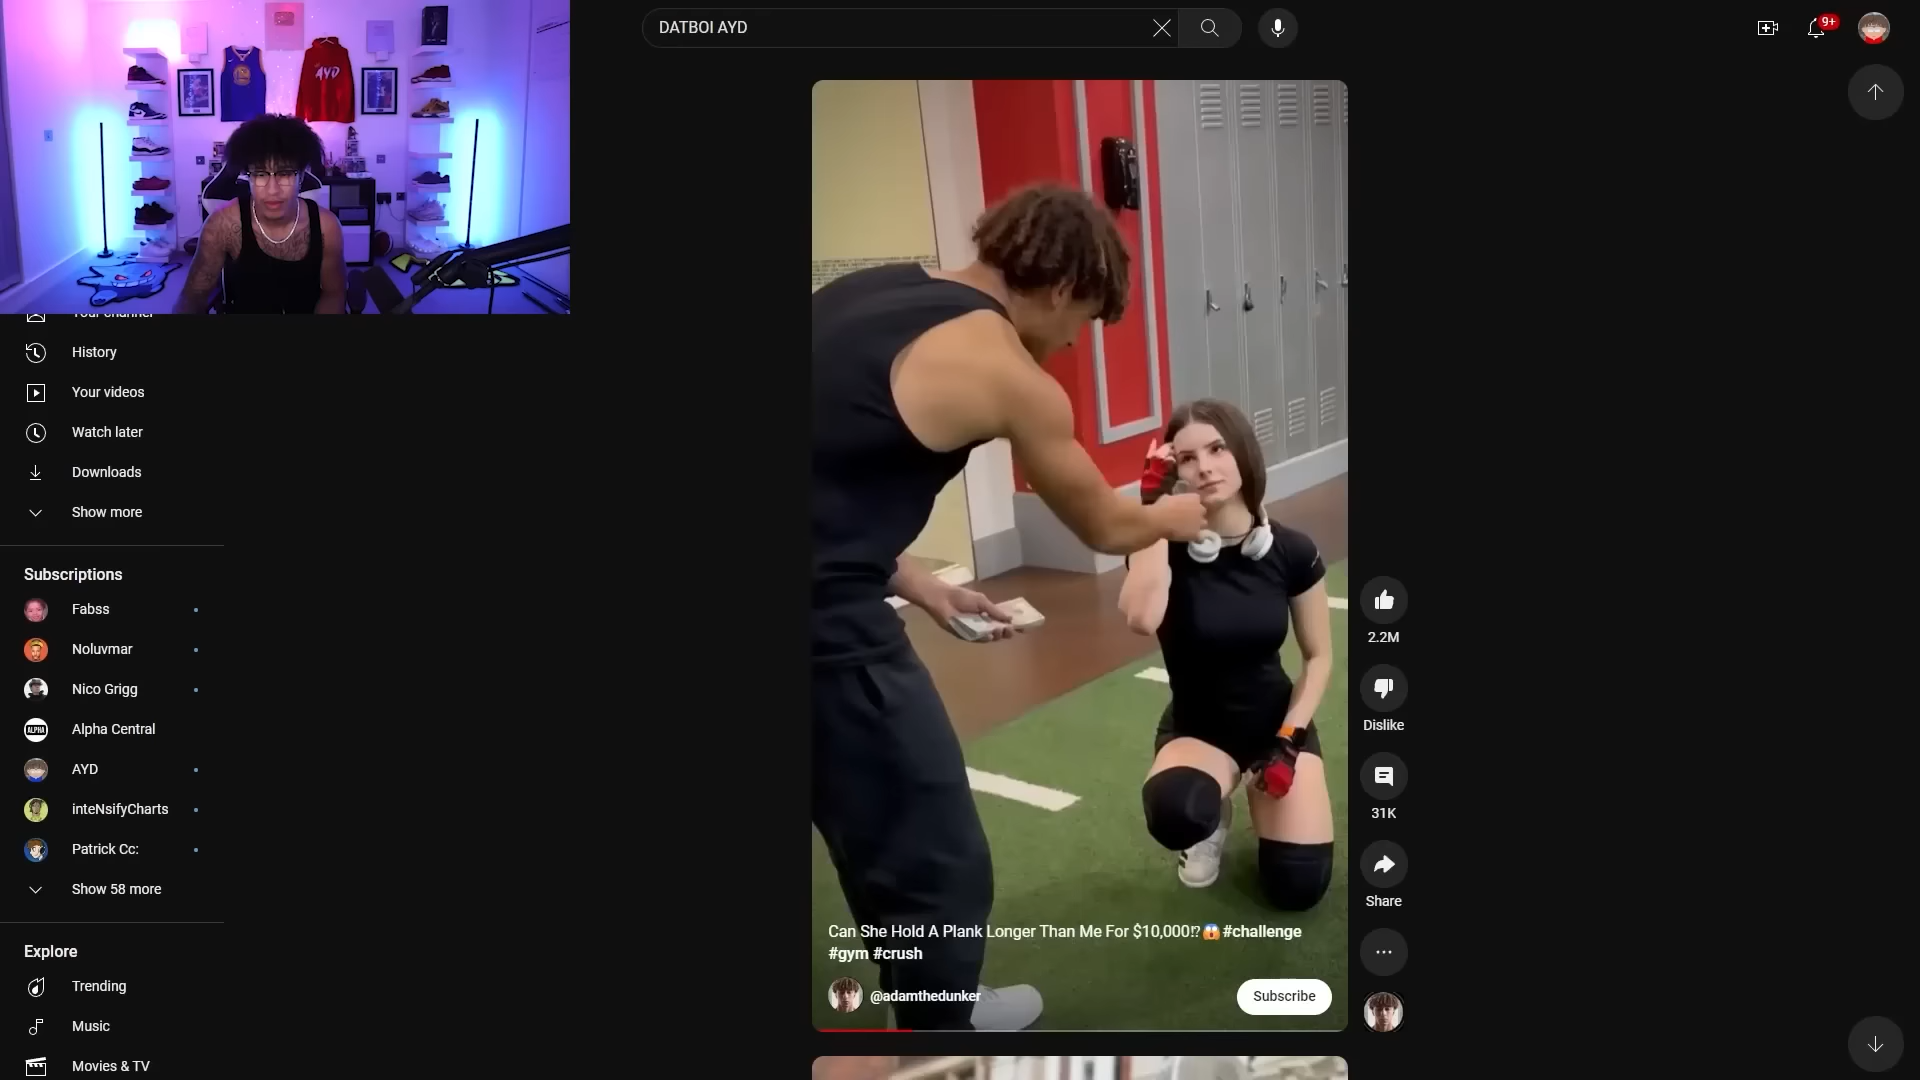 AYD
DATBOI AYD
9+
History
Your videos
Watch later
Downloads
Show more
Subscriptions
Fabss
Noluvmar
Nico Grigg
ALPHA
Alpha Central
AYD
inteNsifyCharts
Patrick Cc:
Show 58 more
Explore
Trending
Music
Movies & TV
Can She Hold A Plank Longer Than Me For $10,000⁉😱 #challenge
#gym #crush
@adamthedunker
Subscribe
2.2M
Dislike
31K
Share